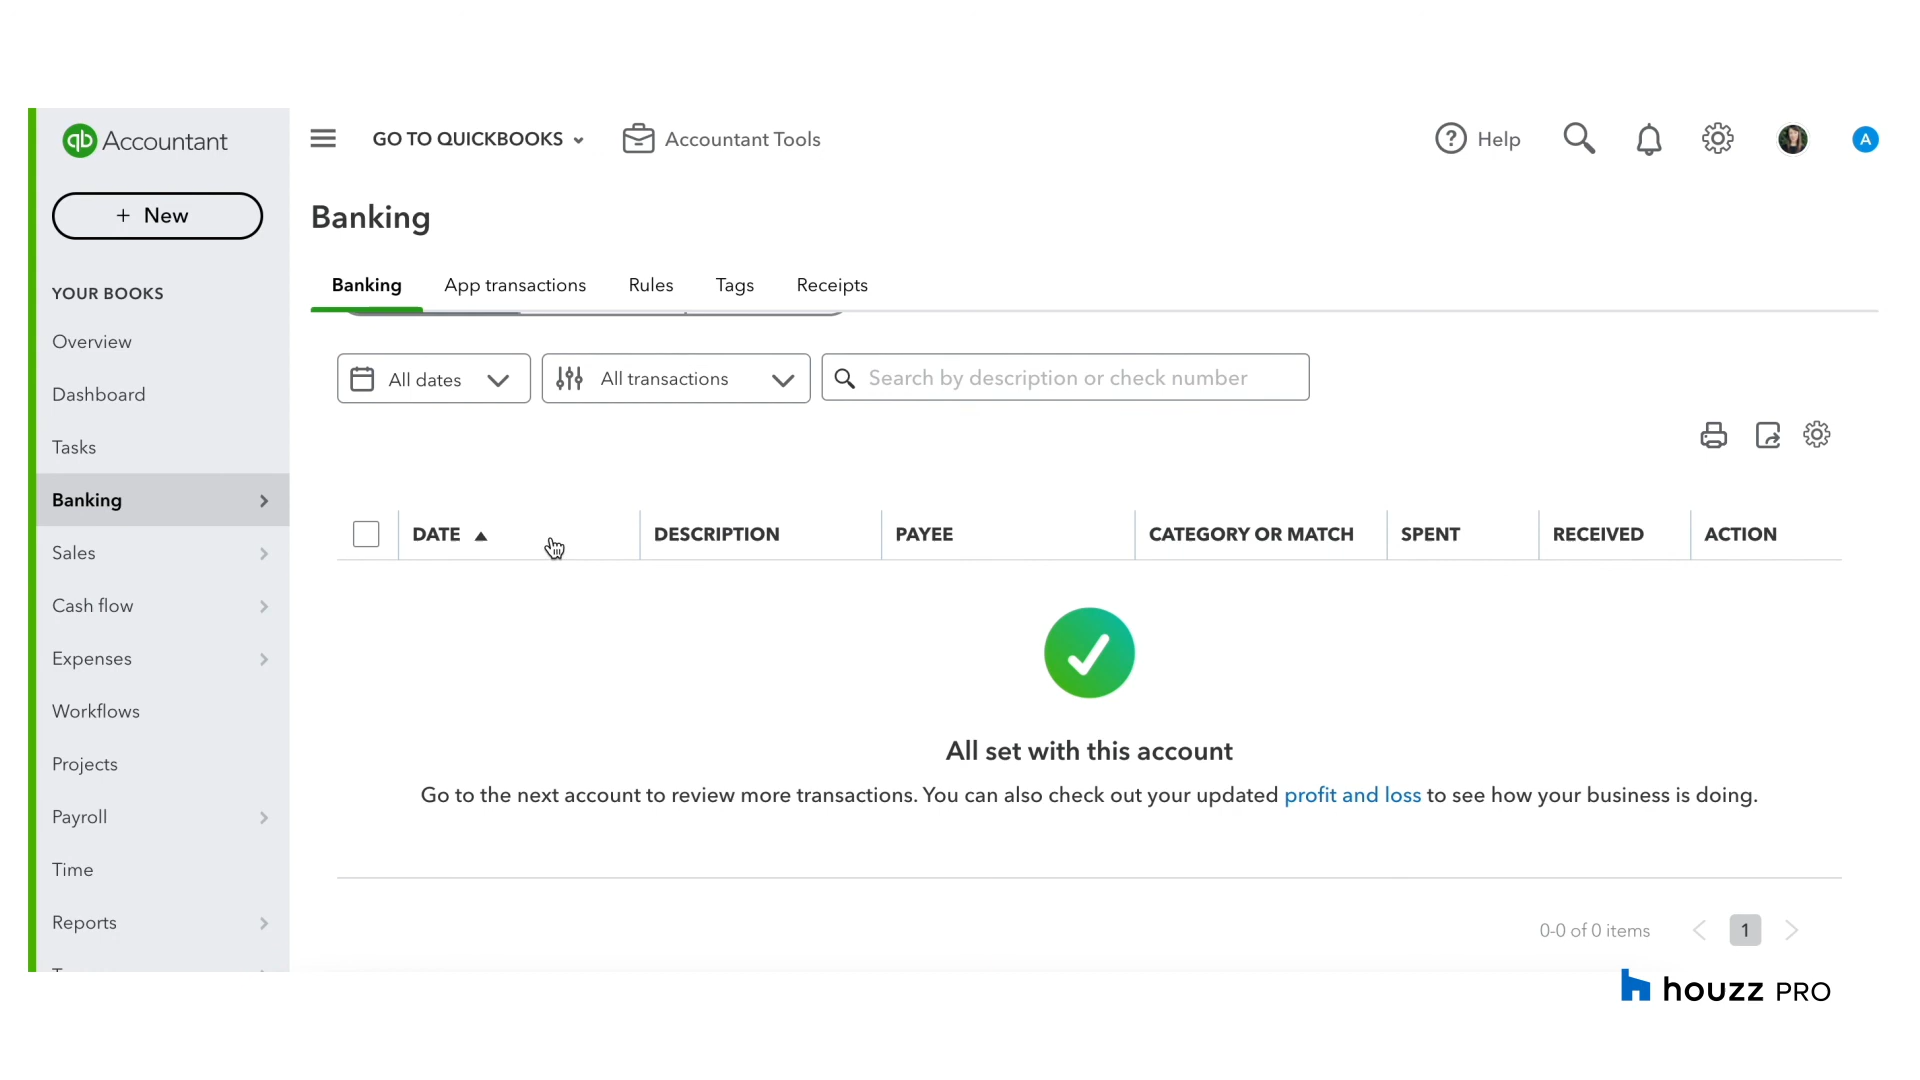 qb Accountant
GO TO QUICKBOOKS
Accountant Tools
Help
A
+ New
Banking
Banking
App transactions
Rules
Tags
Receipts
YOUR BOOKS
Overview
Dashboard
Tasks
Banking
Sales
Cash flow
Expenses
Workflows
Projects
Payroll
Time
Reports
All dates
All transactions
Search by description or check number
DATE
DESCRIPTION
PAYEE
CATEGORY OR MATCH
SPENT
RECEIVED
ACTION
All set with this account
Go to the next account to review more transactions. You can also check out your updated profit and loss to see how your business is doing.
0-0 of 0 items
1
houzz PRO